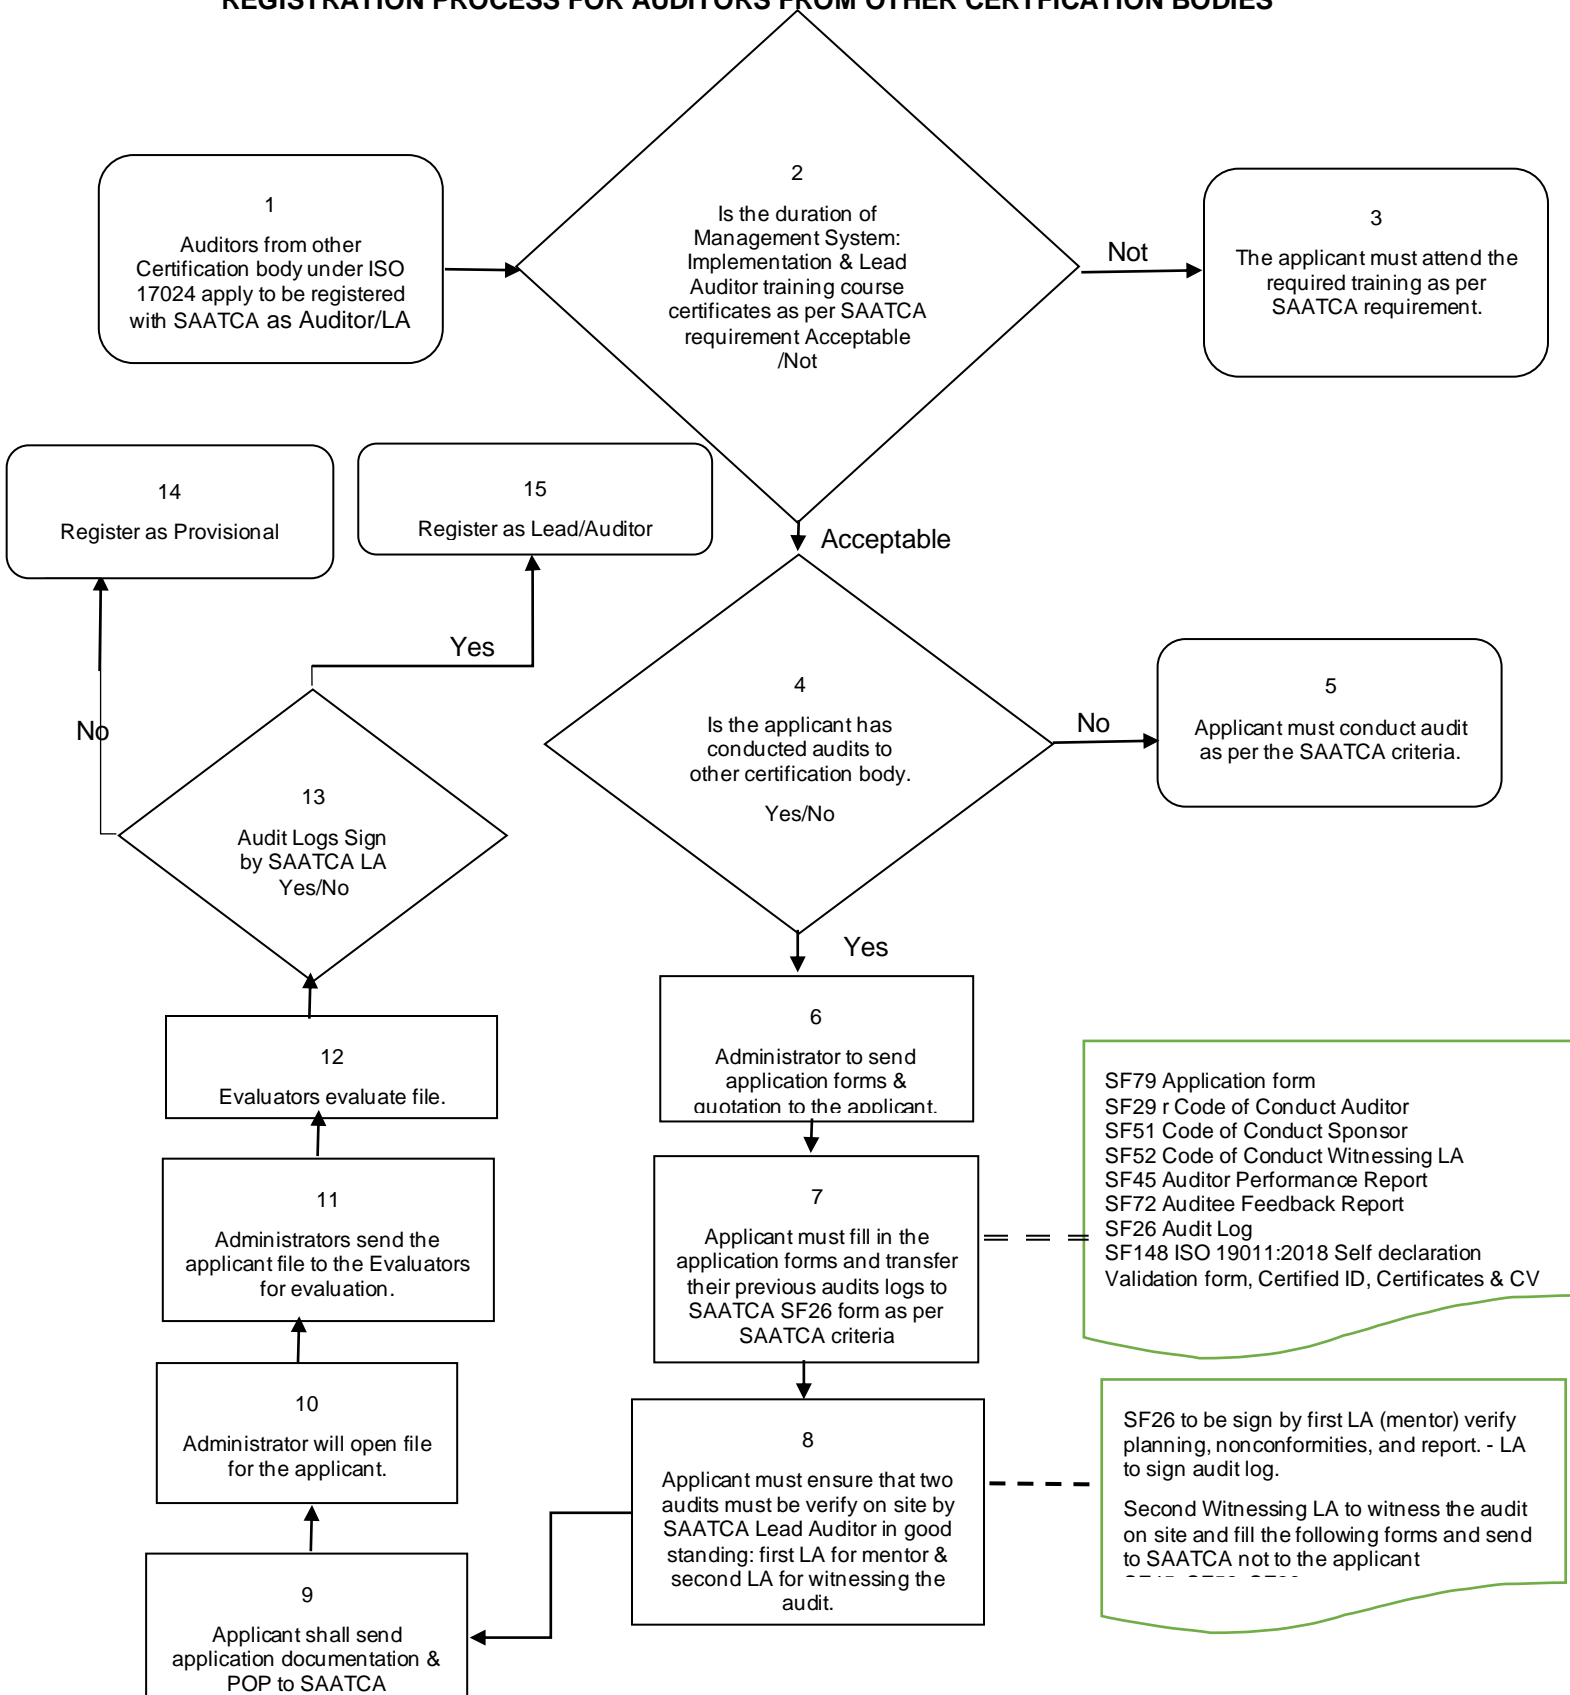 REGISTRATION PROCESS FOR AUDITORS FROM OTHER CERTFICATION BODIES
1
Auditors from other
Certification body under ISO
17024 apply to be registered
with SAATCA as Auditor/LA
2
Is the duration of
Management System:
Implementation & Lead
Auditor training course
certificates as per SAATCA
requirement Acceptable
/Not
Not
3
The applicant must attend the
required training as per
SAATCA requirement.
14
Register as Provisional
15
Register as Lead/Auditor
Acceptable
Yes
No
4
Is the applicant has
conducted audits to
other certification body.
Yes/No
No
5
Applicant must conduct audit
as per the SAATCA criteria.
13
Audit Logs Sign
by SAATCA LA
Yes/No
Yes
6
Administrator to send
application forms &
quotation to the applicant.
12
Evaluators evaluate file.
SF79 Application form
SF29 r Code of Conduct Auditor
SF51 Code of Conduct Sponsor
SF52 Code of Conduct Witnessing LA
SF45 Auditor Performance Report
SF72 Auditee Feedback Report
SF26 Audit Log
SF148 ISO 19011:2018 Self declaration
Validation form, Certified ID, Certificates & CV
11
Administrators send the
applicant file to the Evaluators
for evaluation.
7
Applicant must fill in the
application forms and transfer
their previous audits logs to
SAATCA SF26 form as per
SAATCA criteria
10
Administrator will open file
for the applicant.
8
Applicant must ensure that two
audits must be verify on site by
SAATCA Lead Auditor in good
standing: first LA for mentor &
second LA for witnessing the
audit.
SF26 to be sign by first LA (mentor) verify
planning, nonconformities, and report. - LA
to sign audit log.
Second Witnessing LA to witness the audit
on site and fill the following forms and send
to SAATCA not to the applicant
9
Applicant shall send
application documentation &
POP to SAATCA